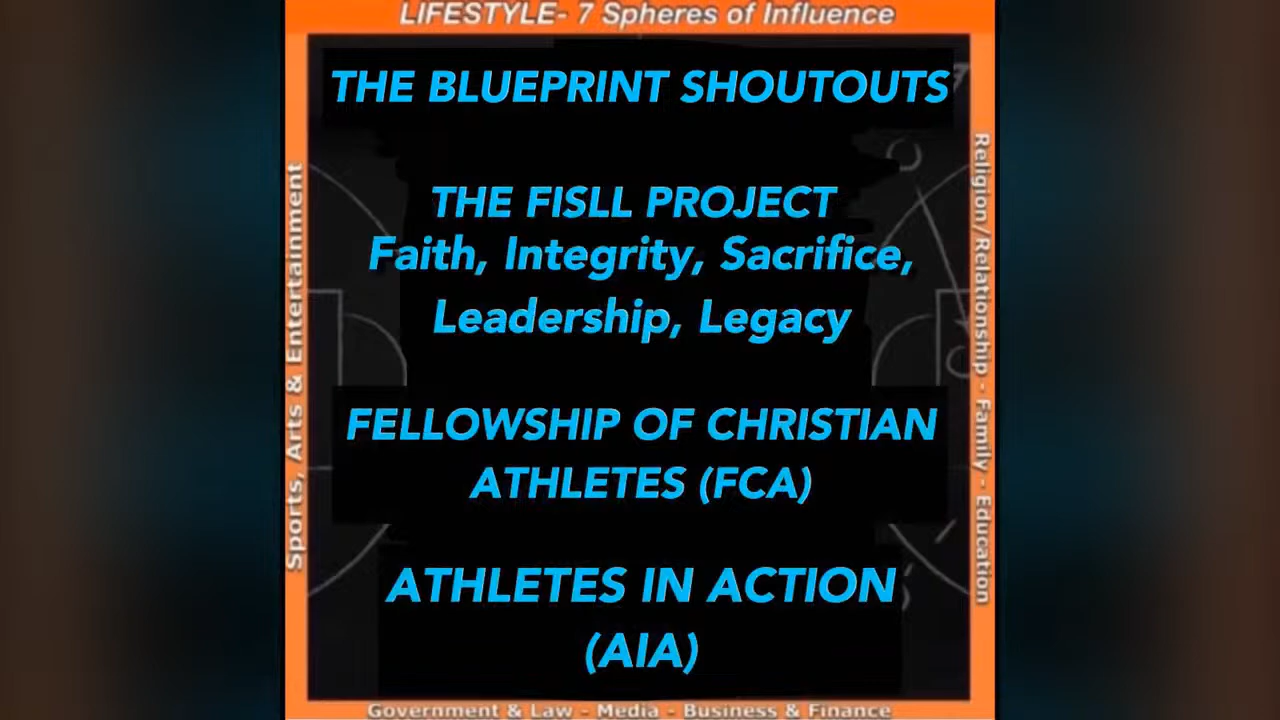 LIFESTYLE- 7 Spheres of Influence
THE BLUEPRINT SHOUTOUTS
THE FISLL PROJECT
Faith, Integrity, Sacrifice,
Leadership, Legacy
FELLOWSHIP OF CHRISTIAN
ATHLETES (FCA)
ATHLETES IN ACTION
(AIA)
Sports, Arts & Entertainment
Religion/Relationship - Family - Education
Government & Law - Media - Business & Finance